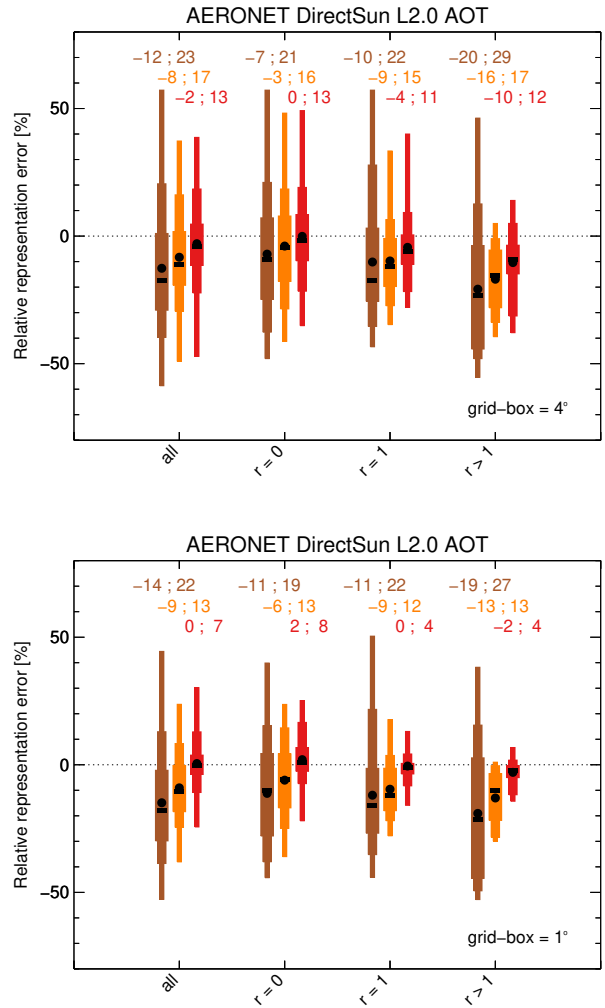 AERONET DirectSun L2.0 AOT
−12 ; 23 −7 ; 21 −10 ; 22 −20 ; 29
−8 ; 17 −3 ; 16 −9 ; 15 −16 ; 17
−2 ; 13 0 ; 13 −4 ; 11 −10 ; 12
50
0
−50
Relative representation error [%]
grid−box = 4°
all r = 0 r = 1 r > 1
AERONET DirectSun L2.0 AOT
−14 ; 22 −11 ; 19 −11 ; 22 −19 ; 27
−9 ; 13 −6 ; 13 −9 ; 12 −13 ; 13
0 ; 7 2 ; 8 0 ; 4 −2 ; 4
50
0
−50
Relative representation error [%]
grid−box = 1°
all r = 0 r = 1 r > 1